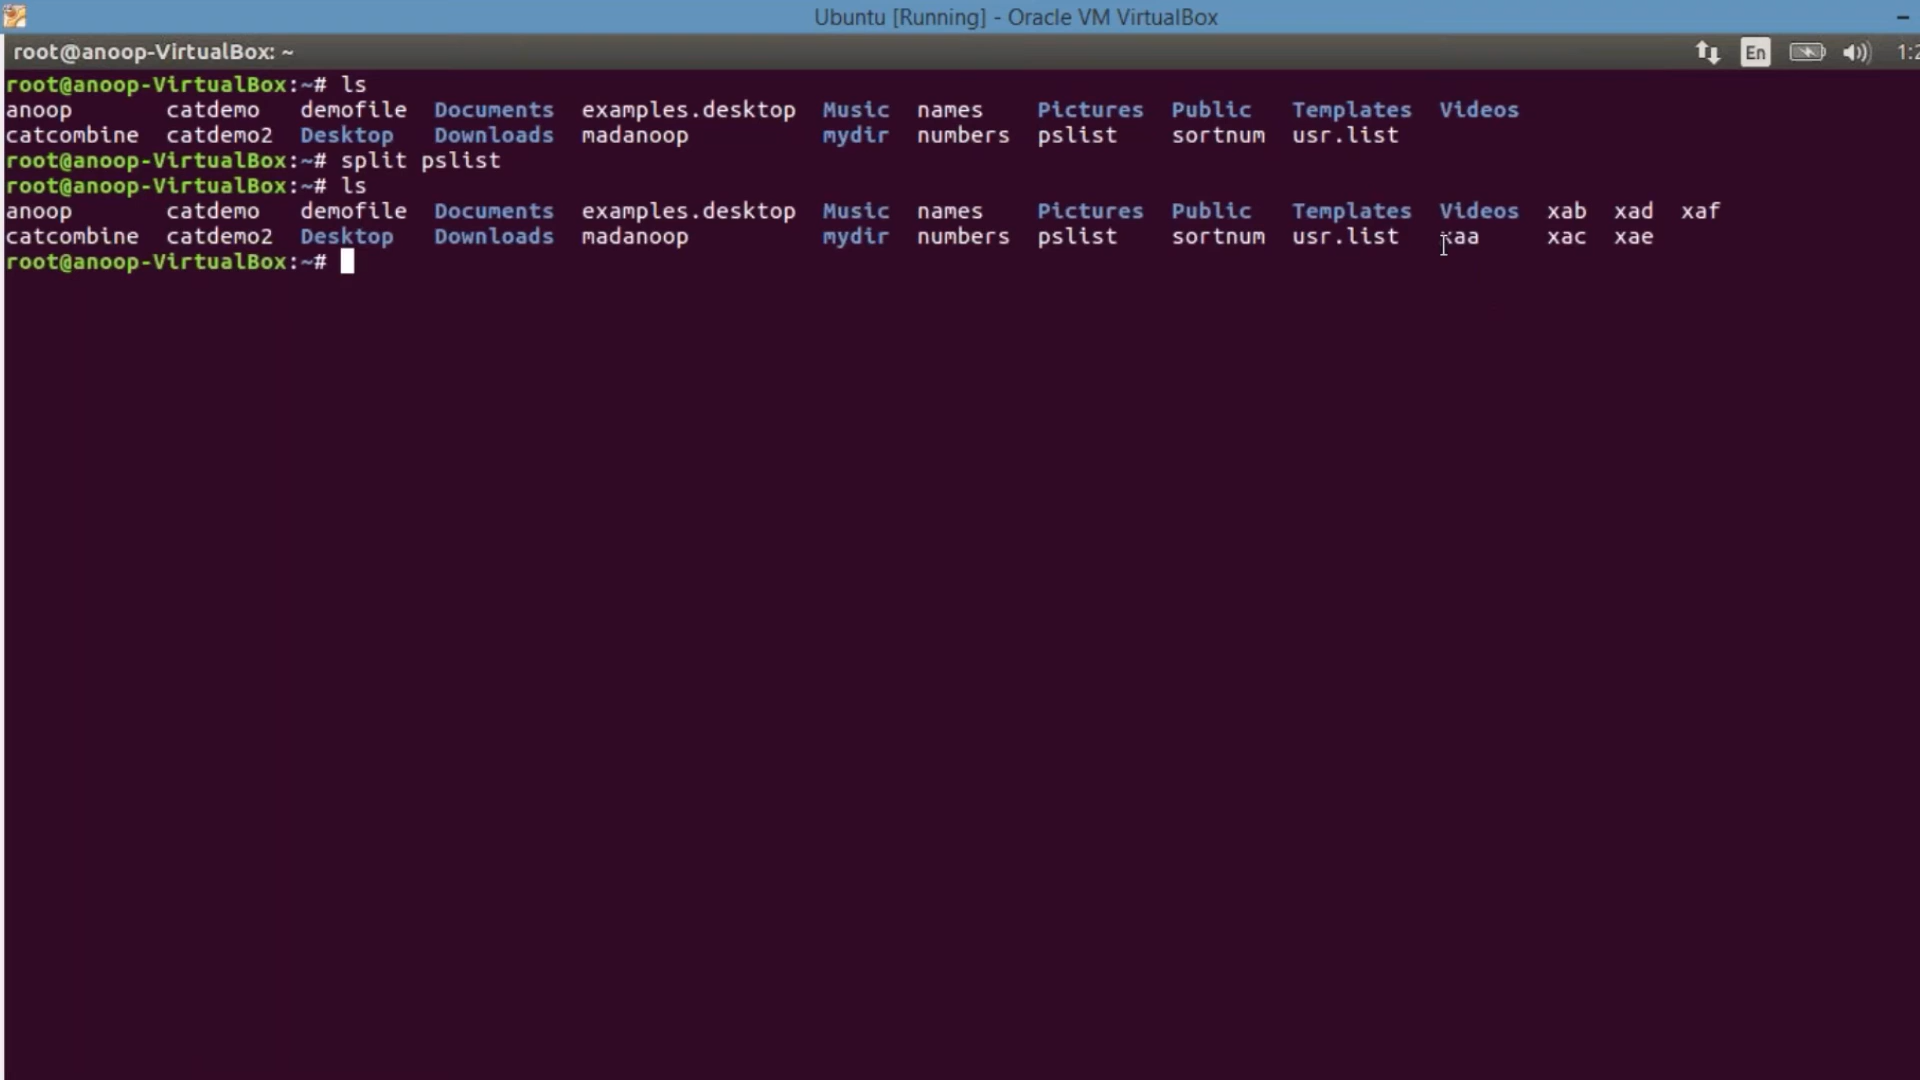 Ubuntu [Running] - Oracle VM VirtualBox
root@anoop-VirtualBox: ~
En
root@anoop-VirtualBox:~# ls
anoop catdemo demofile Documents examples.desktop Music names Pictures Public Templates Videos
catcombine catdemo2 Desktop Downloads madanoop mydir numbers pslist sortnum usr.list
root@anoop-VirtualBox:~# split pslist
root@anoop-VirtualBox:~# ls
anoop catdemo demofile Documents examples.desktop Music names Pictures Public Templates Videos xab xad xaf
catcombine catdemo2 Desktop Downloads madanoop mydir numbers pslist sortnum usr.list xaa xac xae
root@anoop-VirtualBox:~#